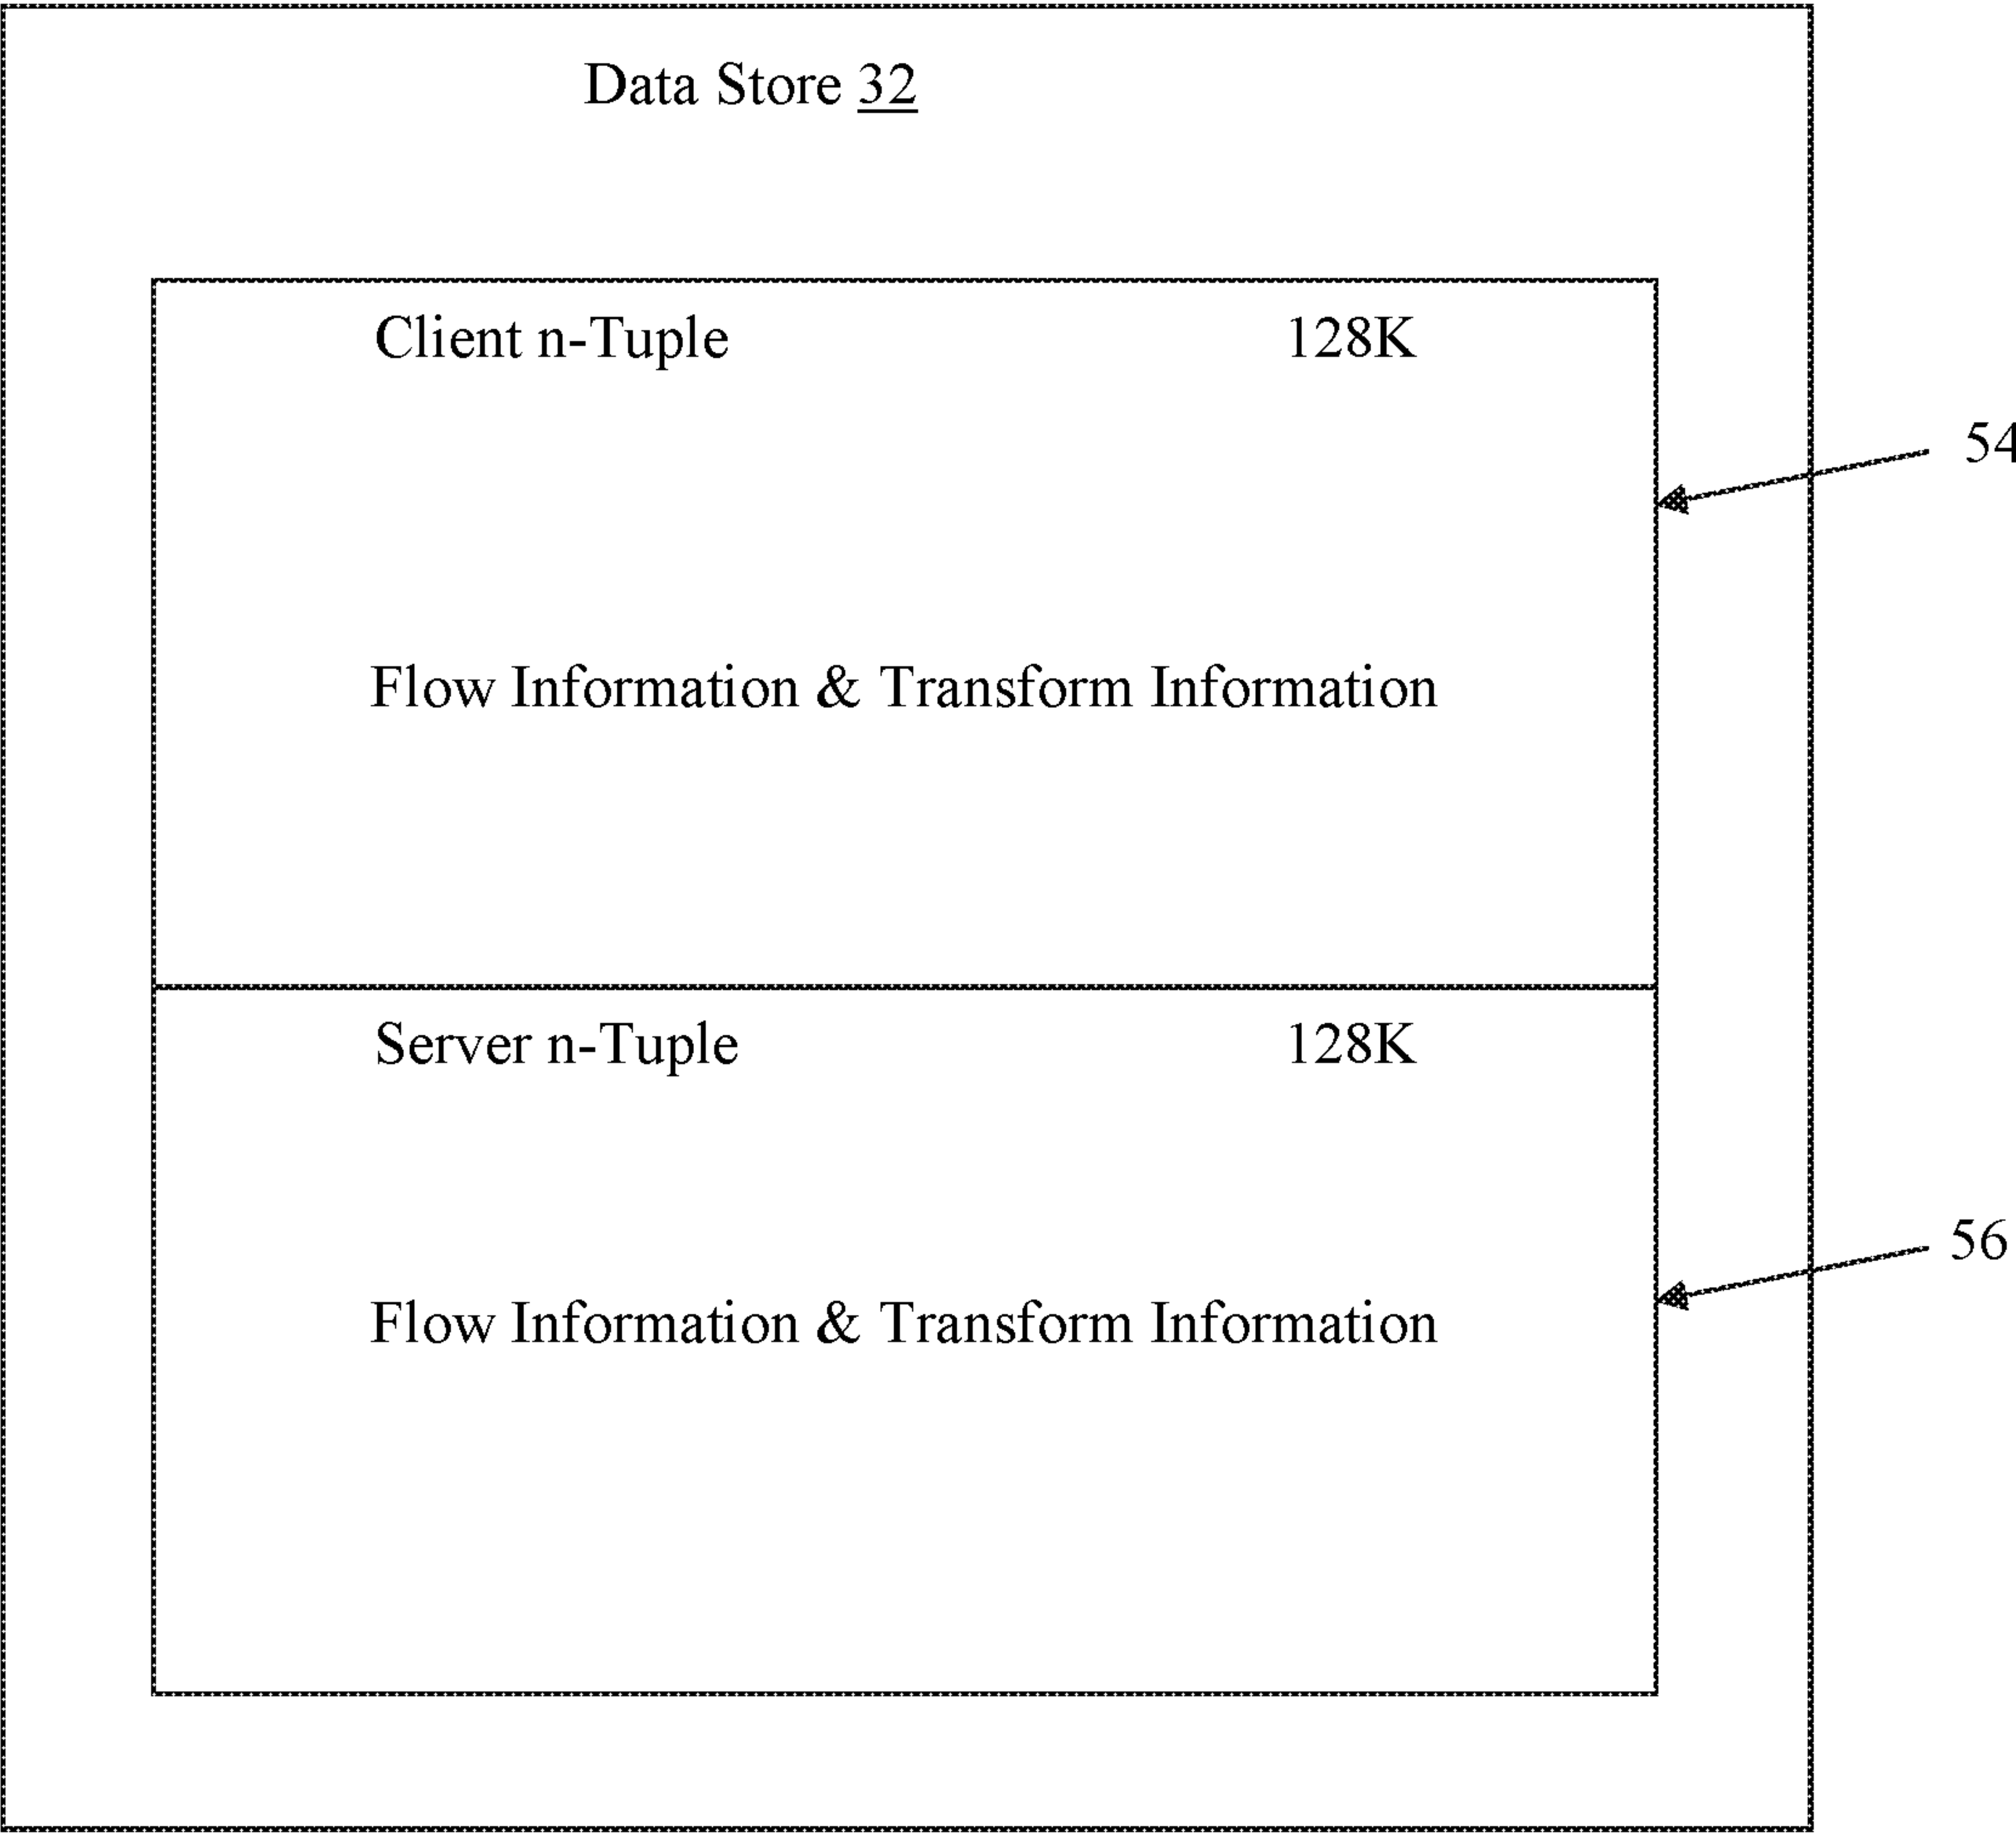 Data Store 32
Client n-Tuple 128K
54
Flow Information & Transform Information
Server n-Tuple 128K
56
Flow Information & Transform Information